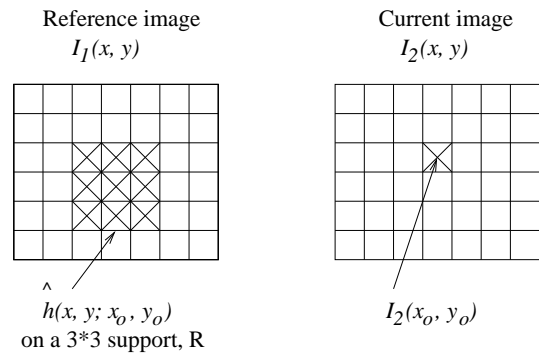 Reference image
I₁(x, y)
Current image
I₂(x, y)
ĥ(x, y; xₒ, yₒ)
on a 3*3 support, R
I₂(xₒ, yₒ)